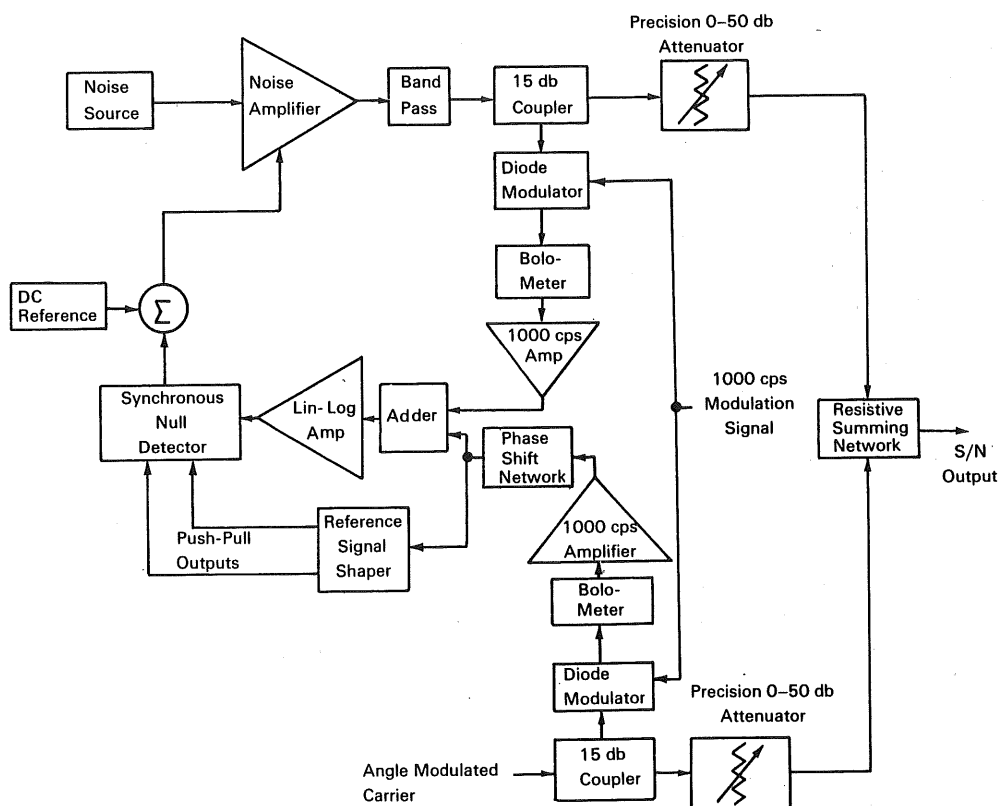 Precision 0–50 db
Attenuator
Noise
Source
Noise
Amplifier
Band
Pass
15 db
Coupler
Diode
Modulator
Bolo-
Meter
DC
Reference
Σ
1000 cps
Amp
Synchronous
Null
Detector
Lin-Log
Amp
Adder
Phase
Shift
Network
1000 cps
Modulation
Signal
Resistive
Summing
Network
S/N
Output
Push-Pull
Outputs
Reference
Signal
Shaper
1000 cps
Amplifier
Bolo-
Meter
Diode
Modulator
Precision 0–50 db
Attenuator
Angle Modulated
Carrier
15 db
Coupler